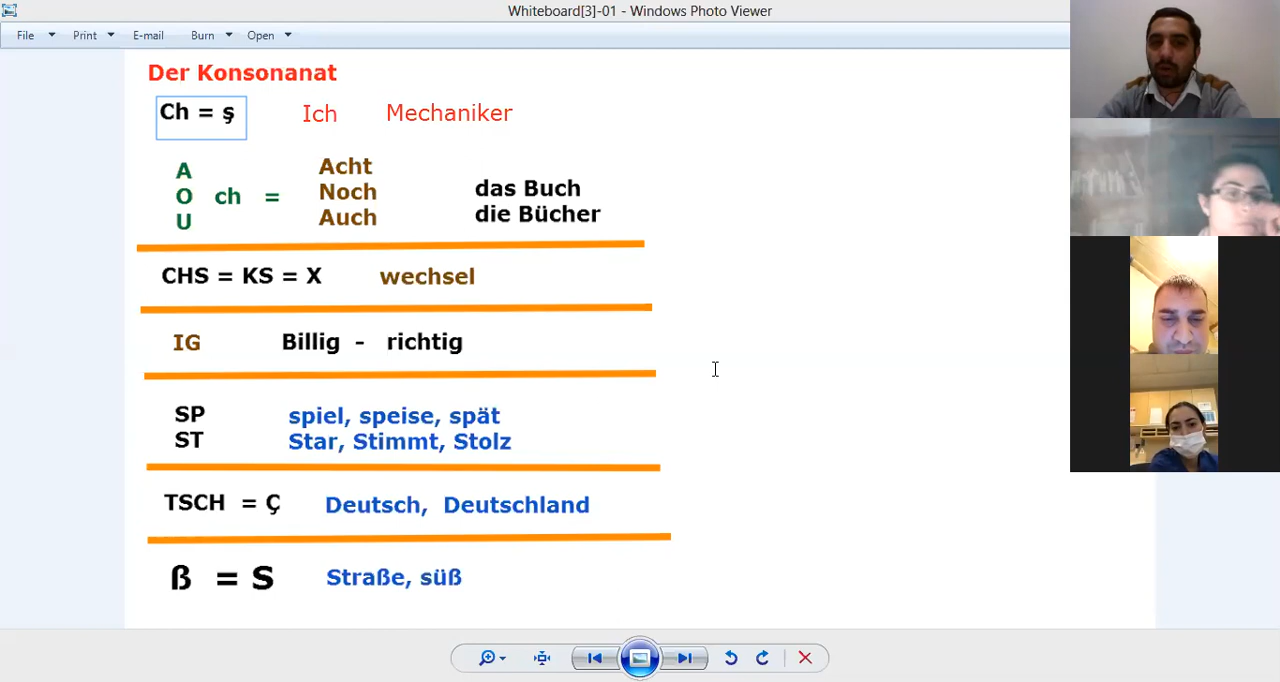 Whiteboard[3]-01 - Windows Photo Viewer
File Print E-mail Burn Open
Der Konsonanat
Ch = ş Ich Mechaniker
A Acht
O ch = Noch das Buch
U Auch die Bücher
CHS = KS = X wechsel
IG Billig - richtig
SP spiel, speise, spät
ST Star, Stimmt, Stolz
TSCH = Ç Deutsch, Deutschland
ß = S Straße, süß